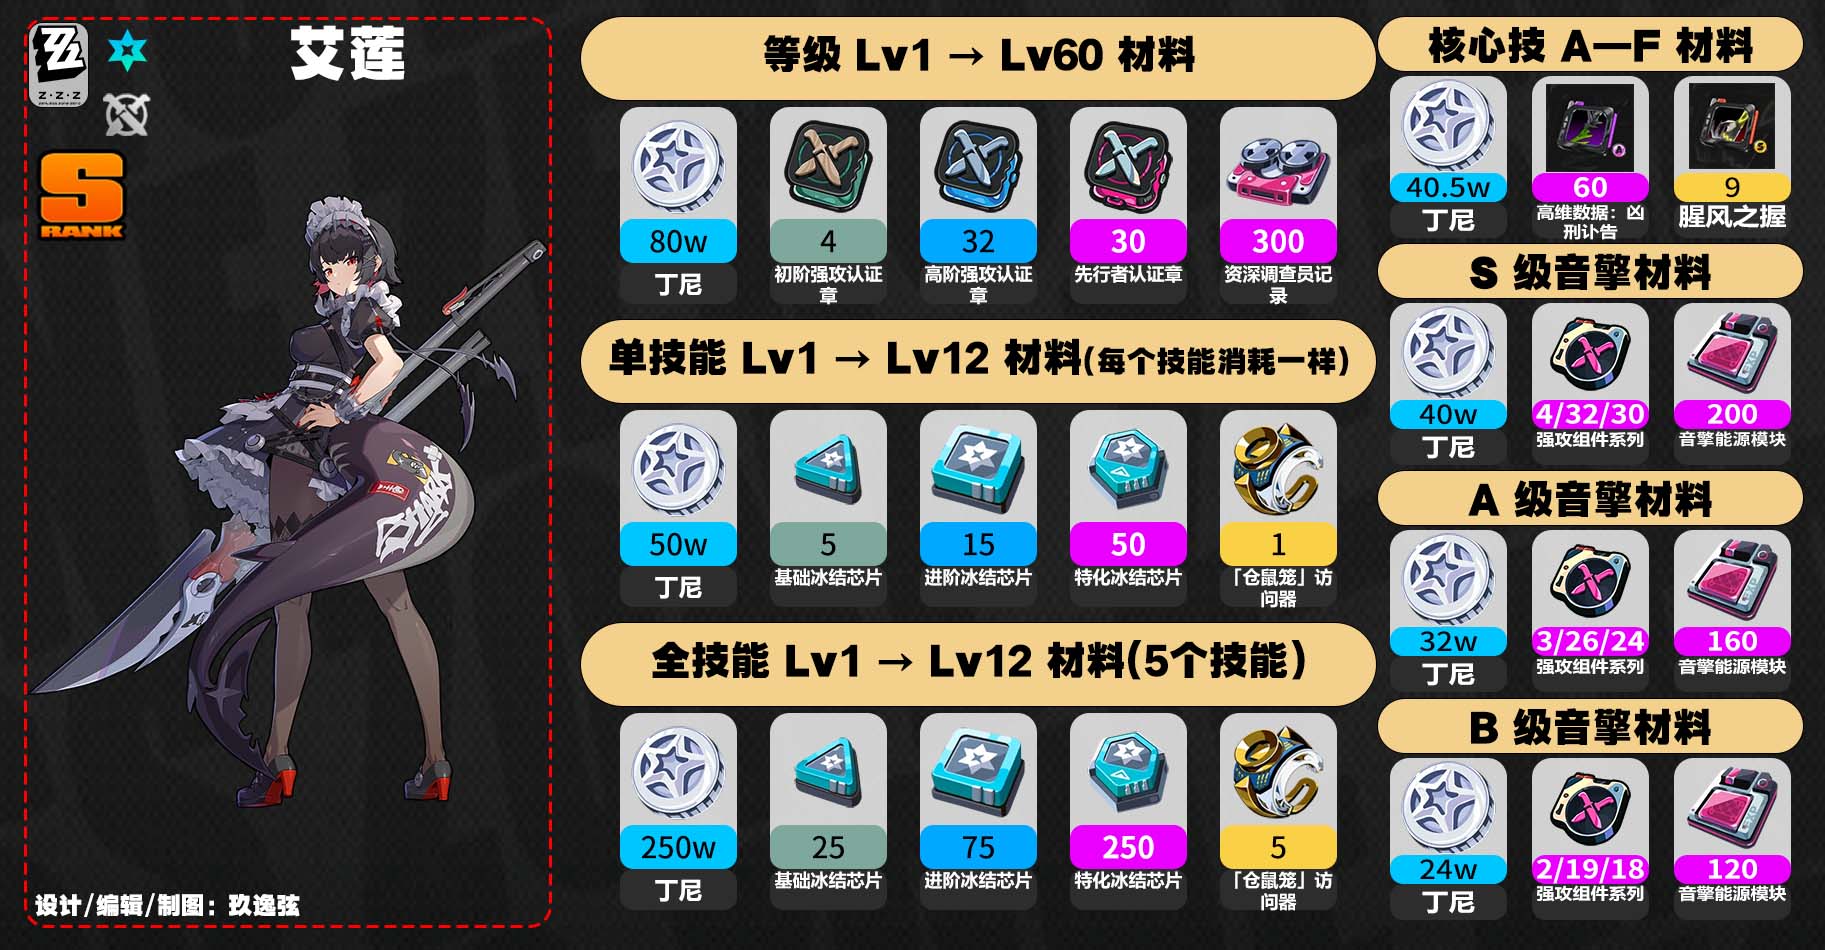 Z·Z·Z
艾莲
S
RANK
设计/编辑/制图：玖逸弦
等级 Lv1 → Lv60 材料
80w
丁尼
4
初阶强攻认证
章
32
高阶强攻认证
章
30
先行者认证章
300
资深调查员记
录
单技能 Lv1 → Lv12 材料(每个技能消耗一样)
50w
丁尼
5
基础冰结芯片
15
进阶冰结芯片
50
特化冰结芯片
1
「仓鼠笼」访
问器
全技能 Lv1 → Lv12 材料(5个技能)
250w
丁尼
25
基础冰结芯片
75
进阶冰结芯片
250
特化冰结芯片
5
「仓鼠笼」访
问器
核心技 A—F 材料
40.5w
丁尼
60
高维数据：凶
刑讣告
9
腥风之握
S 级音擎材料
40w
丁尼
4/32/30
强攻组件系列
200
音擎能源模块
A 级音擎材料
32w
丁尼
3/26/24
强攻组件系列
160
音擎能源模块
B 级音擎材料
24w
丁尼
2/19/18
强攻组件系列
120
音擎能源模块